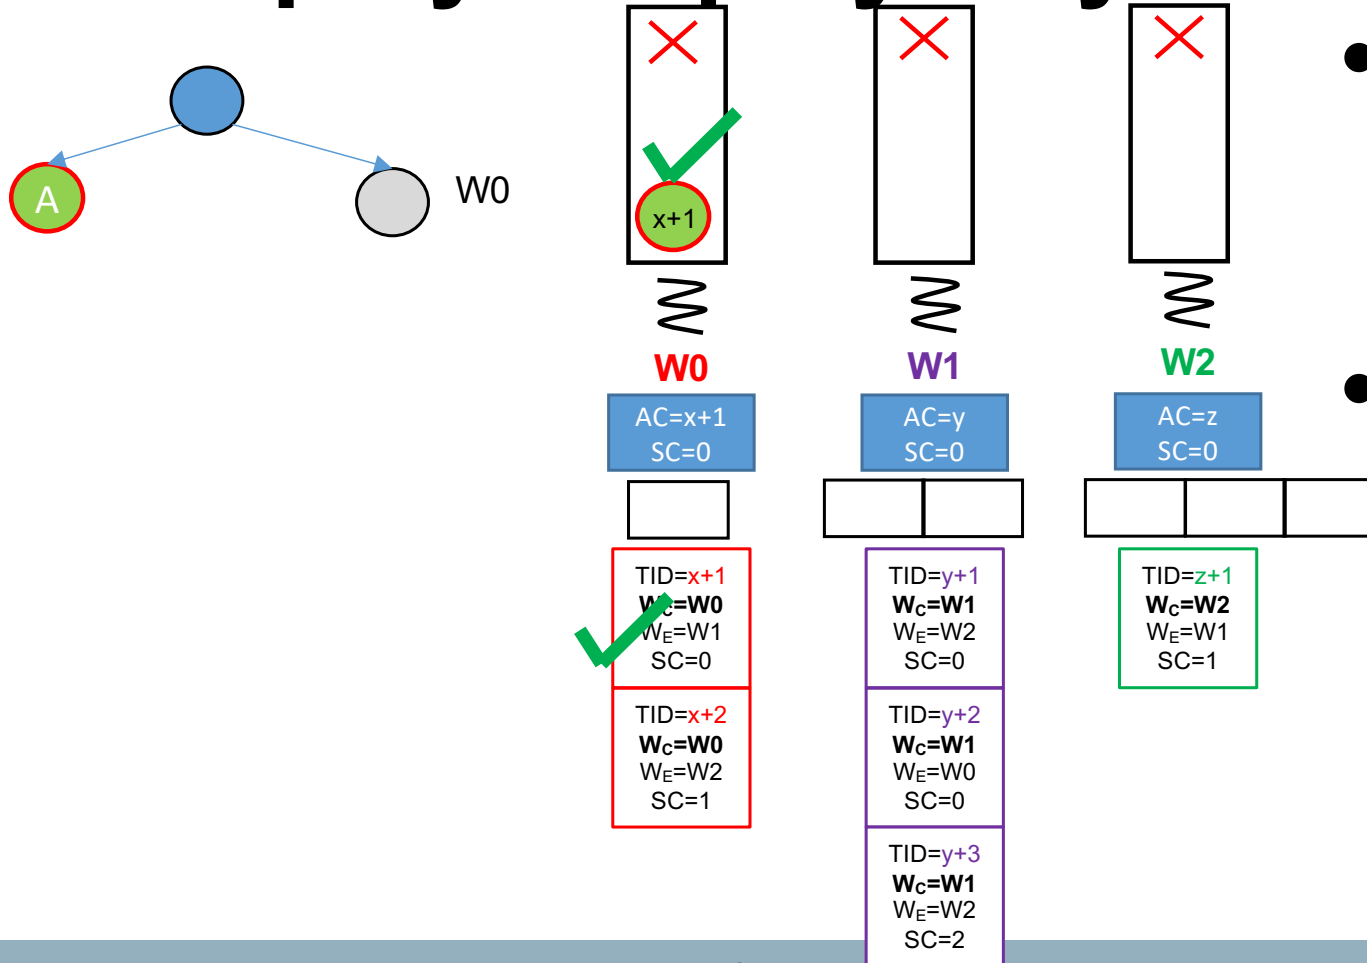 A
W0
x+1
W0
AC=x+1
SC=0
TID=x+1
Wc=W0
WE=W1
SC=0
TID=x+2
Wc=W0
WE=W2
SC=1
W1
AC=y
SC=0
TID=y+1
Wc=W1
WE=W2
SC=0
TID=y+2
Wc=W1
WE=W0
SC=0
TID=y+3
Wc=W1
WE=W2
SC=2
W2
AC=z
SC=0
TID=z+1
Wc=W2
WE=W1
SC=1